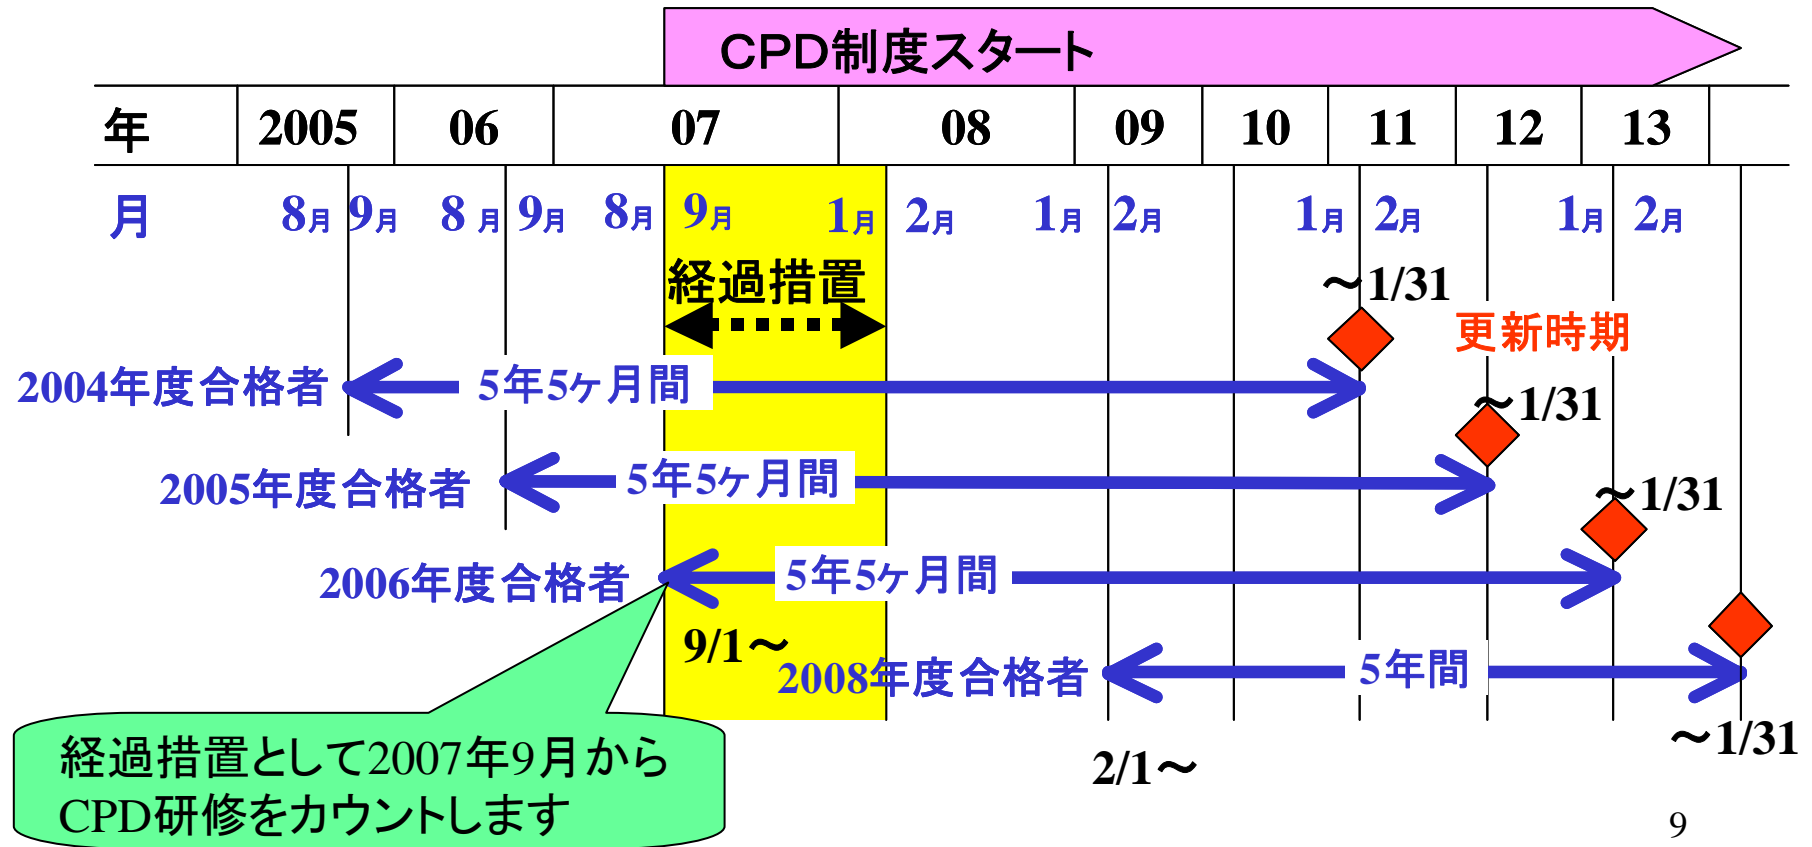 CPD制度スタート
年 2005 06 07 08 09 10 11 12 13
月 8月 9月 8月 9月 8月 9月 1月 2月 1月 2月 1月 2月 1月 2月
経過措置
～1/31
更新時期
2004年度合格者 5年5ヶ月間
～1/31
2005年度合格者 5年5ヶ月間
～1/31
2006年度合格者 5年5ヶ月間
9/1～
2008年度合格者 5年間
～1/31
2/1～
経過措置として2007年9月から
CPD研修をカウントします
9